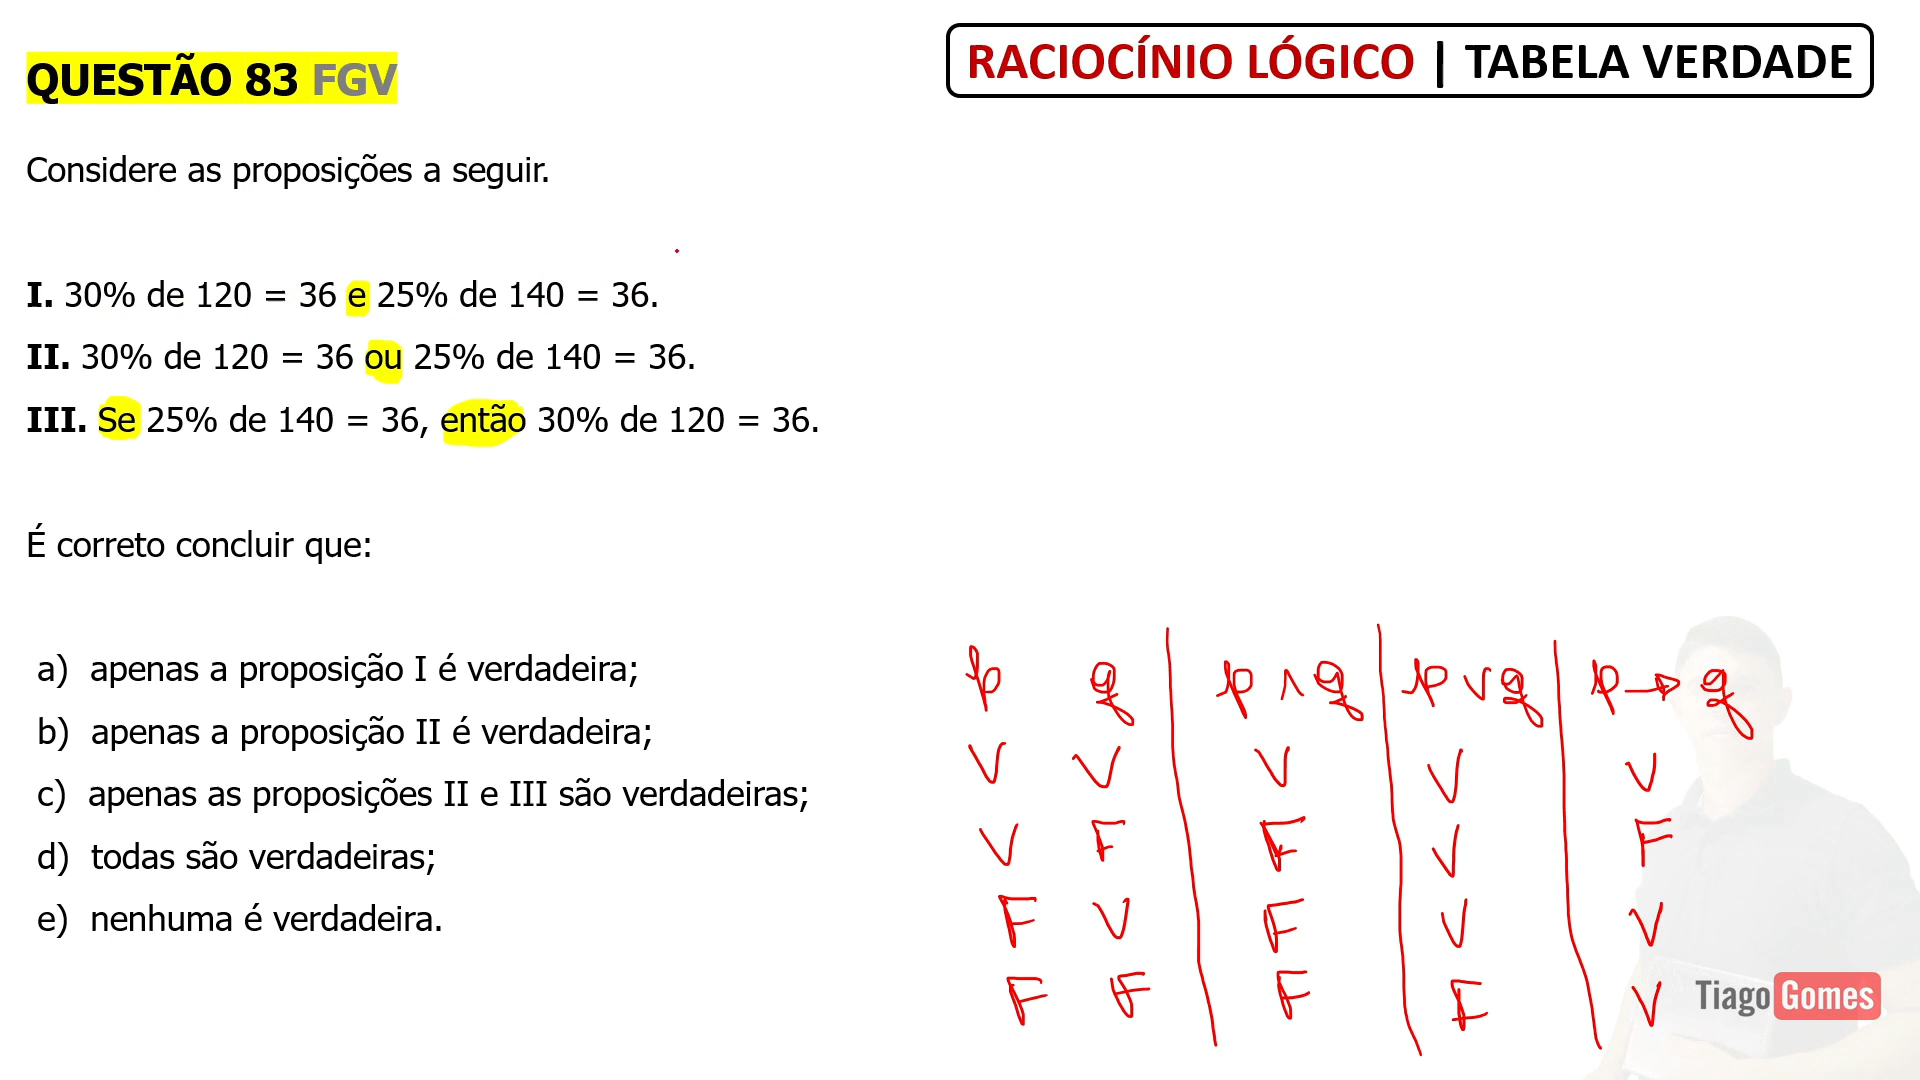 QUESTÃO 83 FGV
RACIOCÍNIO LÓGICO | TABELA VERDADE
Considere as proposições a seguir.
I. 30% de 120 = 36 e 25% de 140 = 36.
II. 30% de 120 = 36 ou 25% de 140 = 36.
III. Se 25% de 140 = 36, então 30% de 120 = 36.
É correto concluir que:
a) apenas a proposição I é verdadeira;
b) apenas a proposição II é verdadeira;
c) apenas as proposições II e III são verdadeiras;
d) todas são verdadeiras;
e) nenhuma é verdadeira.
p q p ∧ q p ∨ q p → q
V V V V V
V F F V F
F V F V V
F F F F V
Tiago Gomes